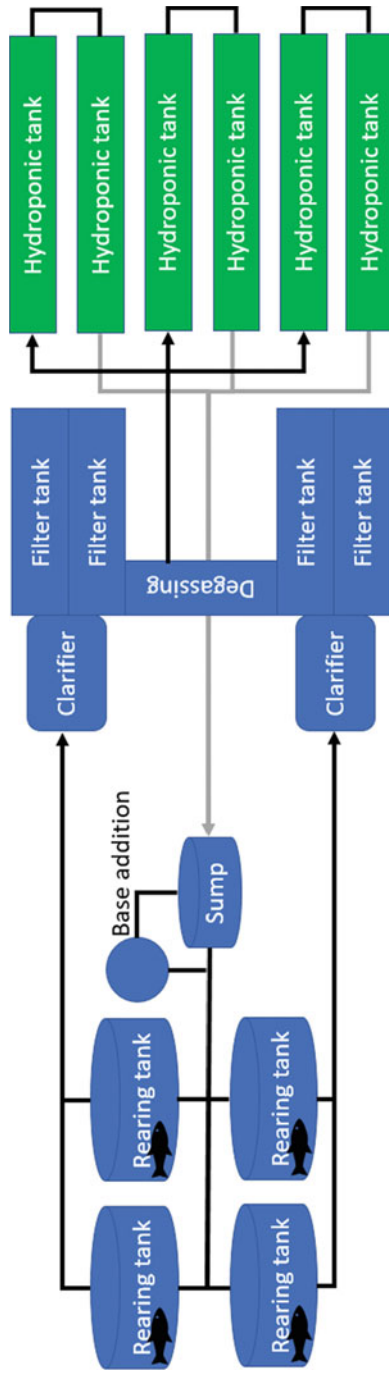 Rearing tank
Rearing tank
Rearing tank
Rearing tank
Base addition
Sump
Clarifier
Clarifier
Filter tank
Filter tank
Degassing
Filter tank
Filter tank
Hydroponic tank
Hydroponic tank
Hydroponic tank
Hydroponic tank
Hydroponic tank
Hydroponic tank